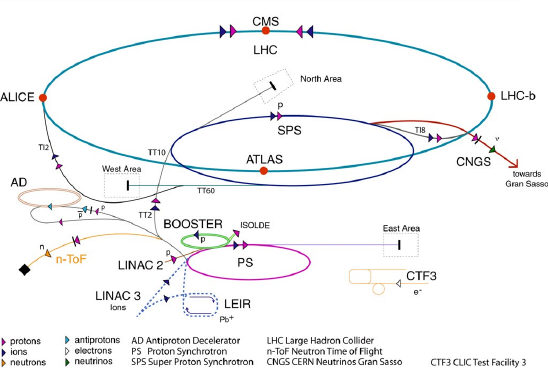 CMS
LHC
North Area
ALICE
LHC-b
p
SPS
TI8
ν
TI2
TT10
ATLAS
CNGS
towards
Gran Sasso
West Area
AD
TT60
p̄
p
TT2
BOOSTER
ISOLDE
East Area
p
n
n-ToF
LINAC 2
p
PS
CTF3
e⁻
LINAC 3
Ions
LEIR
Pb⁺
protons
antiprotons
AD Antiproton Decelerator
LHC Large Hadron Collider
ions
electrons
PS Proton Synchrotron
n-ToF Neutron Time of Flight
neutrons
neutrinos
SPS Super Proton Synchrotron
CNGS CERN Neutrinos Gran Sasso
CTF3 CLIC Test Facility 3